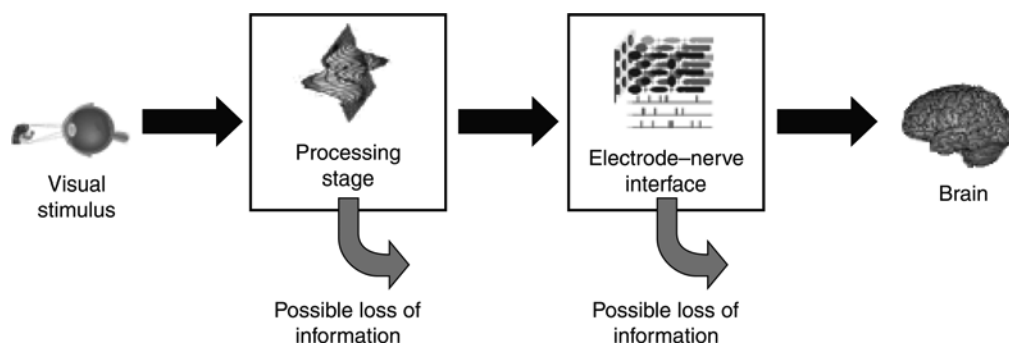 Visual
stimulus
Processing
stage
Electrode–nerve
interface
Brain
Possible loss of
information
Possible loss of
information